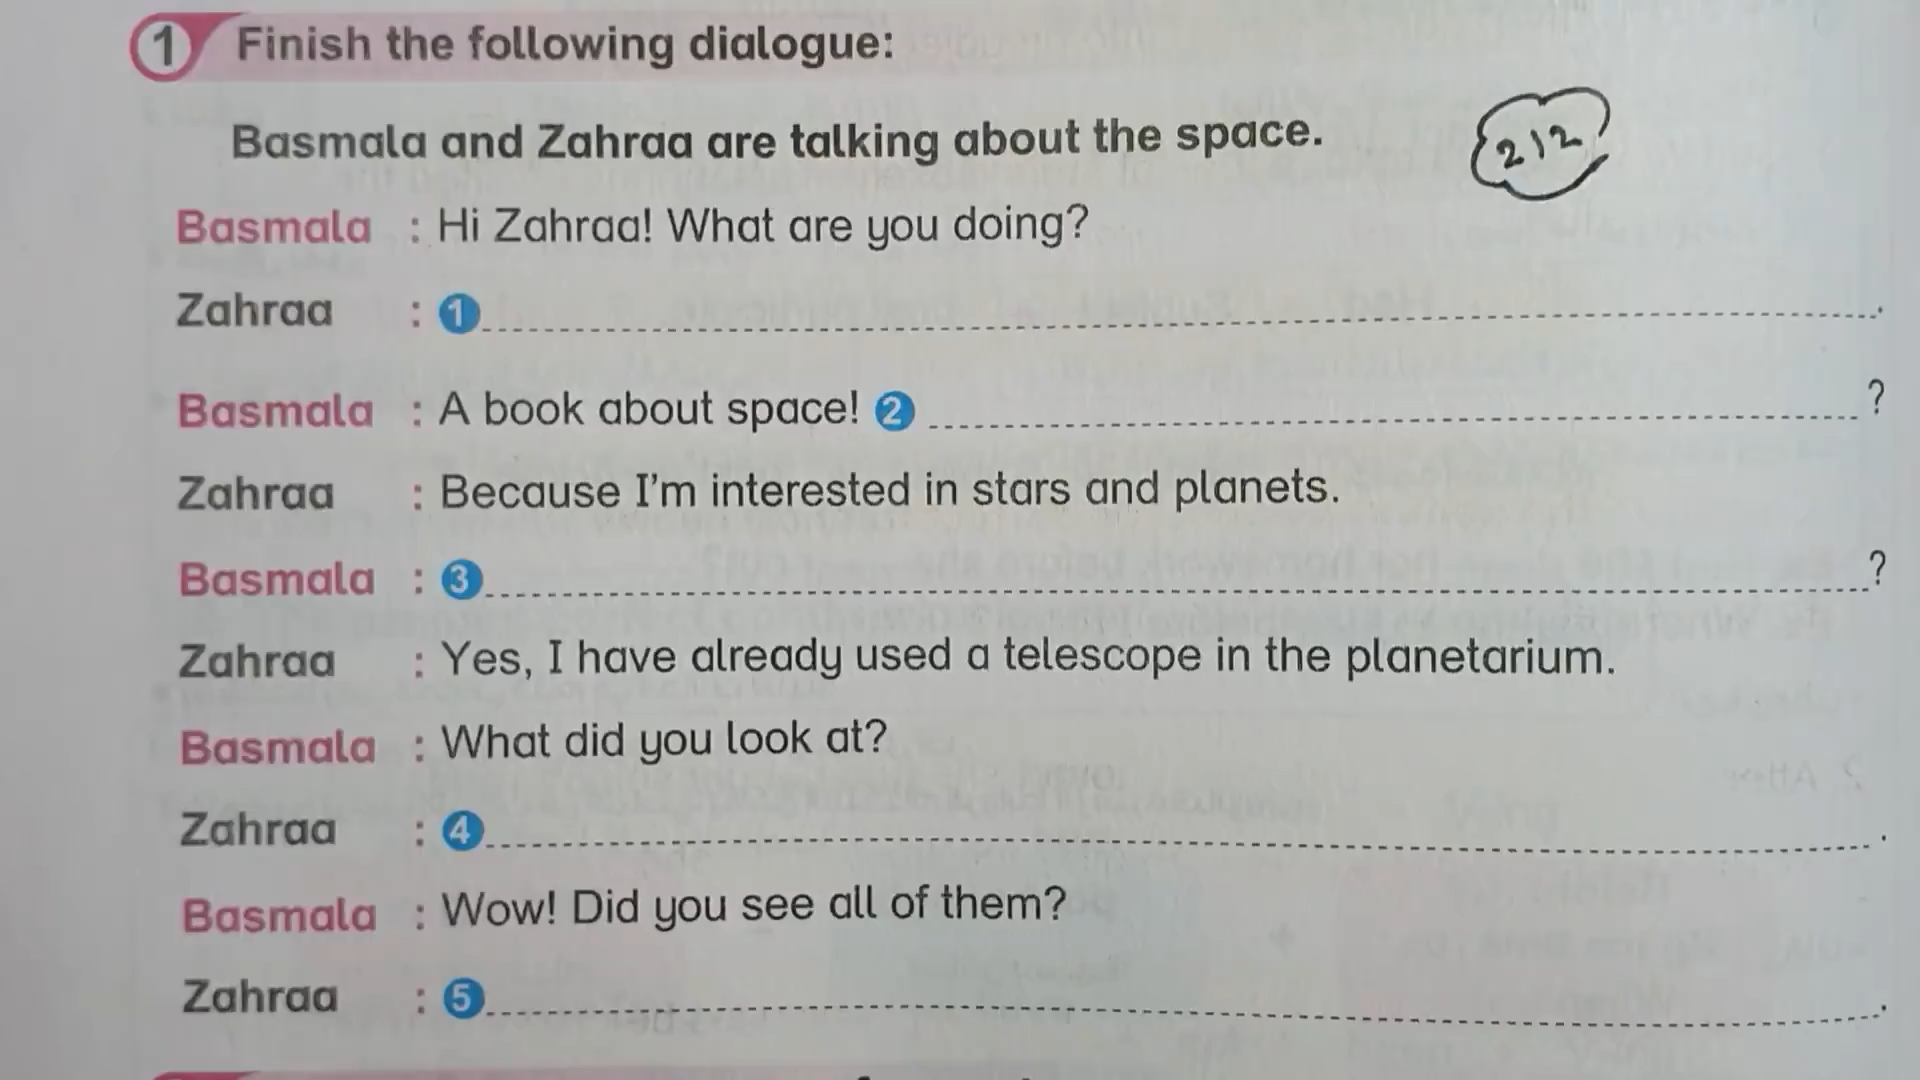 1 Finish the following dialogue:
Basmala and Zahraa are talking about the space.
212
Basmala : Hi Zahraa! What are you doing?
Zahraa : 1 .
Basmala : A book about space! 2 ?
Zahraa : Because I'm interested in stars and planets.
Basmala : 3 ?
Zahraa : Yes, I have already used a telescope in the planetarium.
Basmala : What did you look at?
Zahraa : 4 .
Basmala : Wow! Did you see all of them?
Zahraa : 5 .